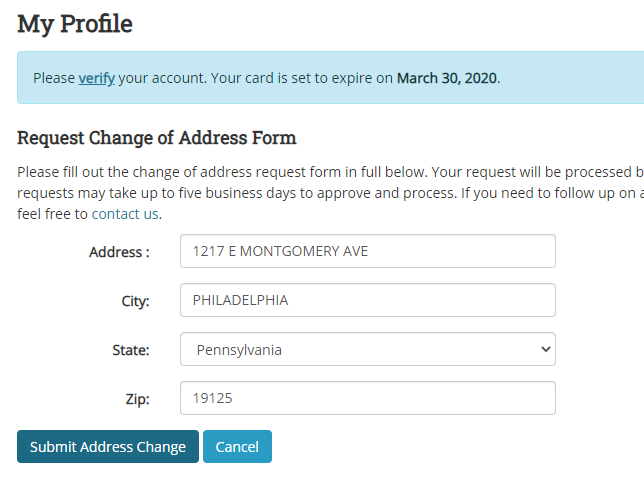 My Profile
Please verify your account. Your card is set to expire on March 30, 2020.
Request Change of Address Form
Please fill out the change of address request form in full below. Your request will be processed
requests may take up to five business days to approve and process. If you need to follow up on
feel free to contact us.
Address : 1217 E MONTGOMERY AVE
City: PHILADELPHIA
State: Pennsylvania
Zip: 19125
Submit Address Change Cancel